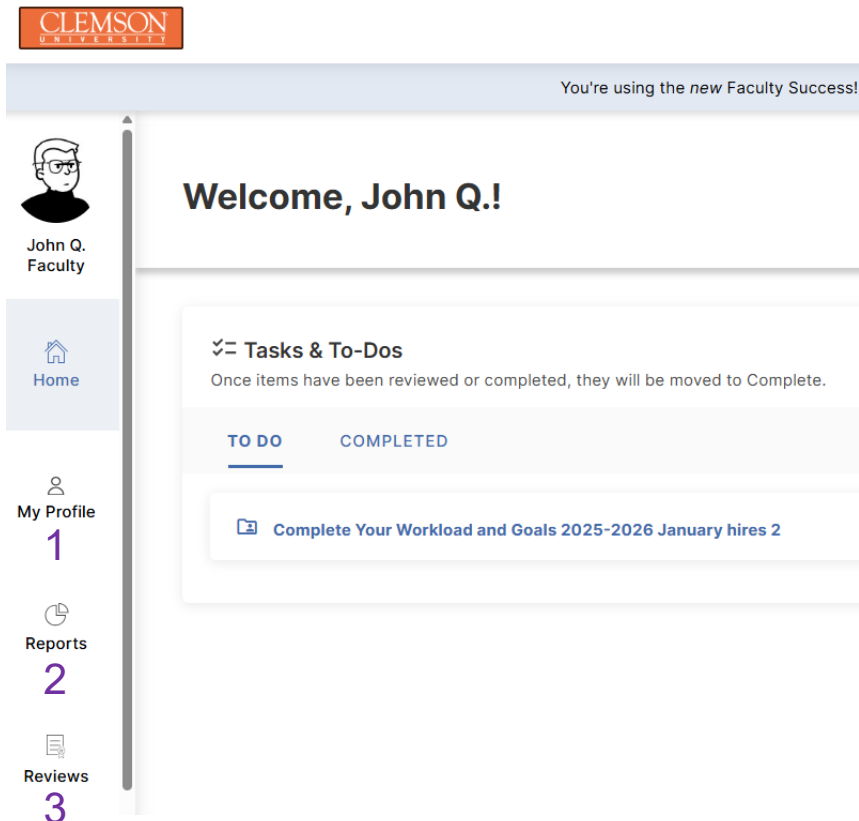 CLEMSON
UNIVERSITY
You're using the new Faculty Success!
John Q.
Faculty
Home
My Profile
1
Reports
2
Reviews
3
Welcome, John Q.!
Tasks & To-Dos
Once items have been reviewed or completed, they will be moved to Complete.
TO DO COMPLETED
Complete Your Workload and Goals 2025-2026 January hires 2